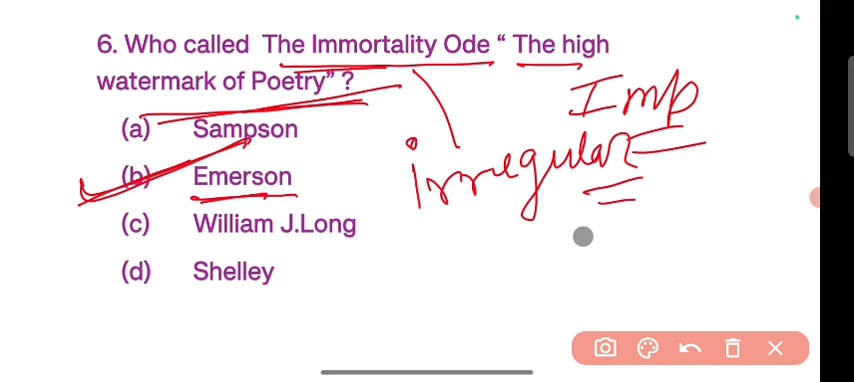 6. Who called The Immortality Ode “ The high
watermark of Poetry” ?
Imp
(a) Sampson
irregular
(b) Emerson
(c) William J.Long
(d) Shelley